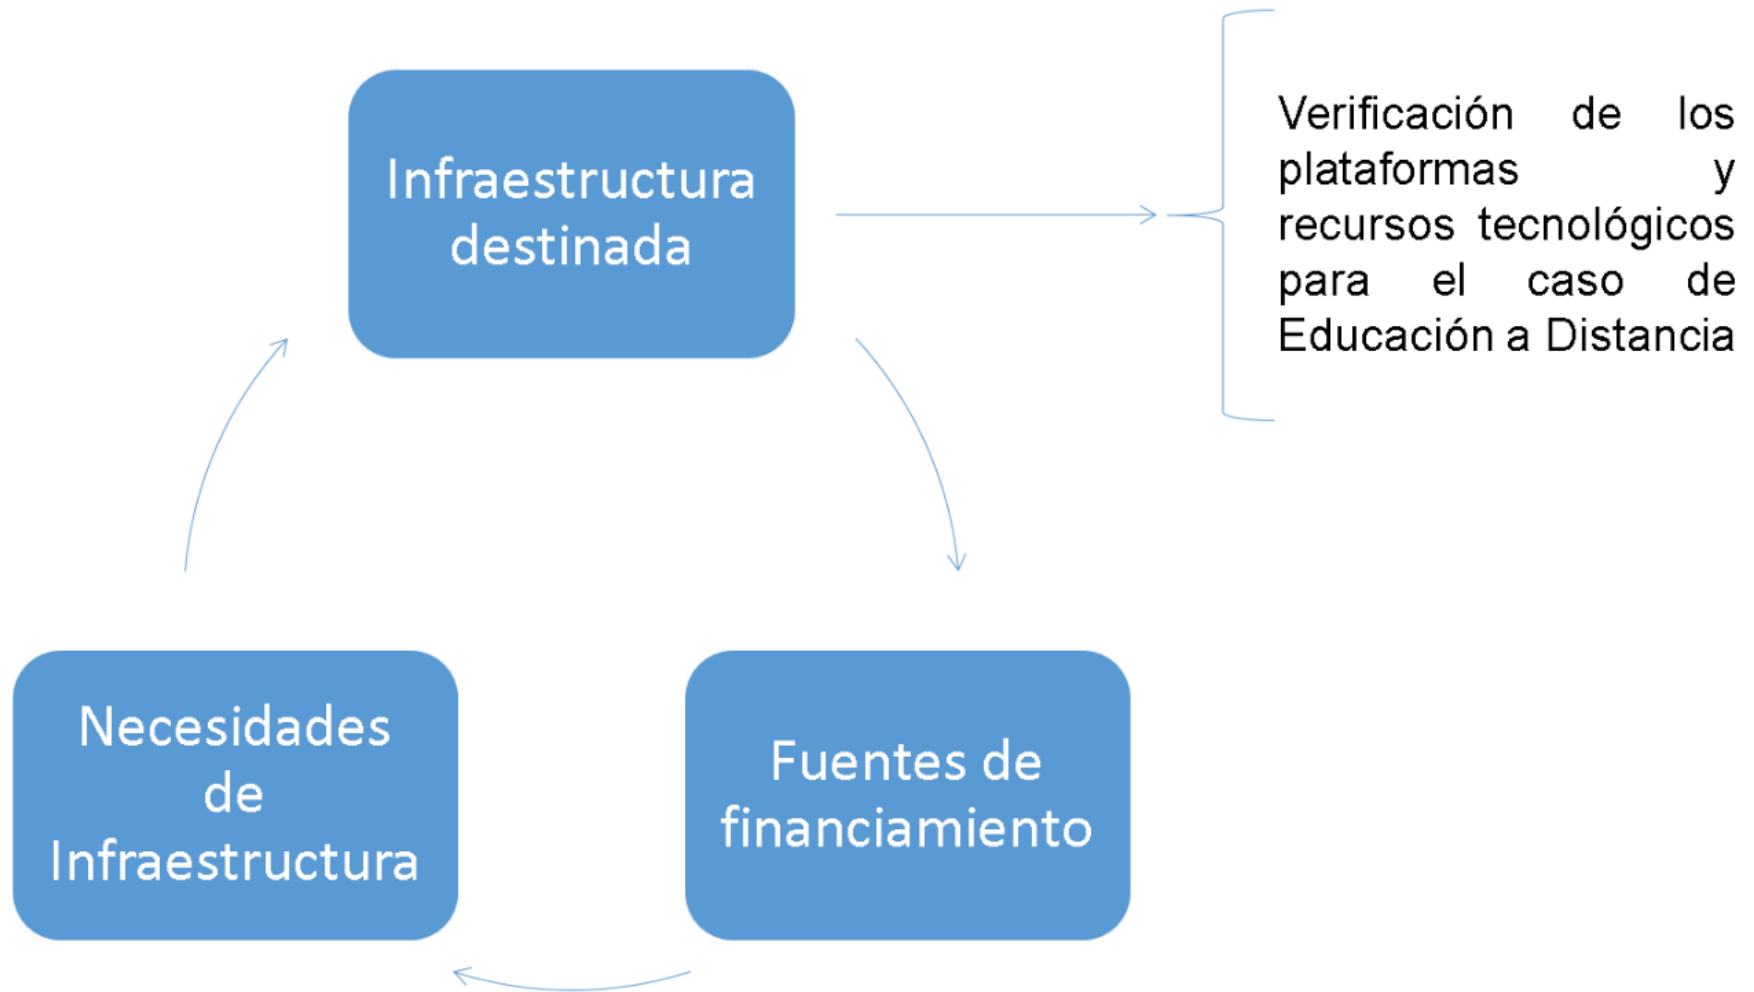 Infraestructura
destinada
Verificación de los
plataformas y
recursos tecnológicos
para el caso de
Educación a Distancia
Necesidades
de
Infraestructura
Fuentes de
financiamiento